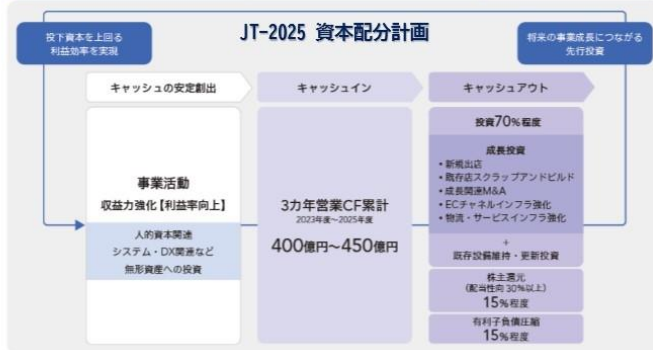 JT-2025 資本配分計画
投下資本を上回る
利益効率を実現
将来の事業成長につながる
先行投資
キャッシュの安定創出
キャッシュイン
キャッシュアウト
事業活動
収益力強化【利益率向上】
人的資本関連
システム・DX関連など
無形資産への投資
3カ年営業CF累計
2023年度〜2025年度
400億円〜450億円
投資70%程度
成長投資
• 新規出店
• 既存店スクラップアンドビルド
• 成長関連M&A
• ECチャネルインフラ強化
• 物流・サービスインフラ強化
+
既存設備維持・更新投資
株主還元
(配当性向30%以上)
15%程度
有利子負債圧縮
15%程度